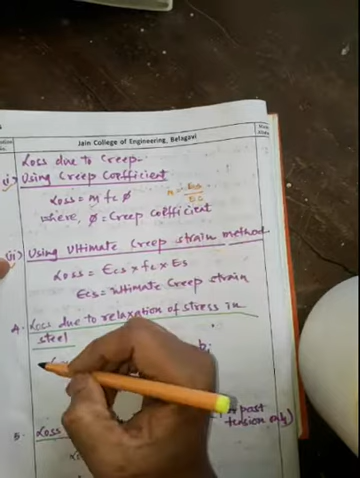 Jain College of Engineering, Belagavi
Loss due to Creep-
(i) Using Creep Coefficient
Loss = m fc ϕ m = Es
where, ϕ = Creep coefficient
(ii) Using Ultimate Creep strain method
Loss = Ecs × fc × Es
Ecs = Ultimate Creep strain
4. Loss due to relaxation of stress in
steel
post
tension only)
5. Loss